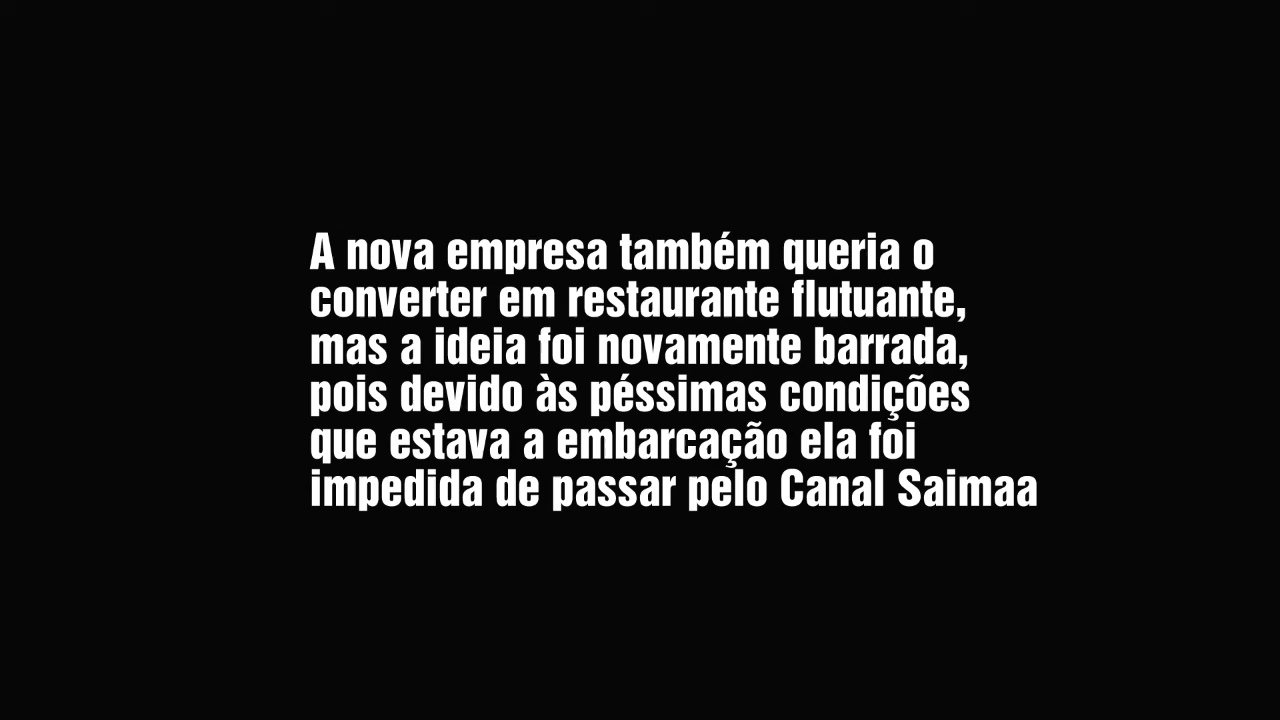 A nova empresa também queria o
converter em restaurante flutuante,
mas a ideia foi novamente barrada,
pois devido às péssimas condições
que estava a embarcação ela foi
impedida de passar pelo Canal Saimaa